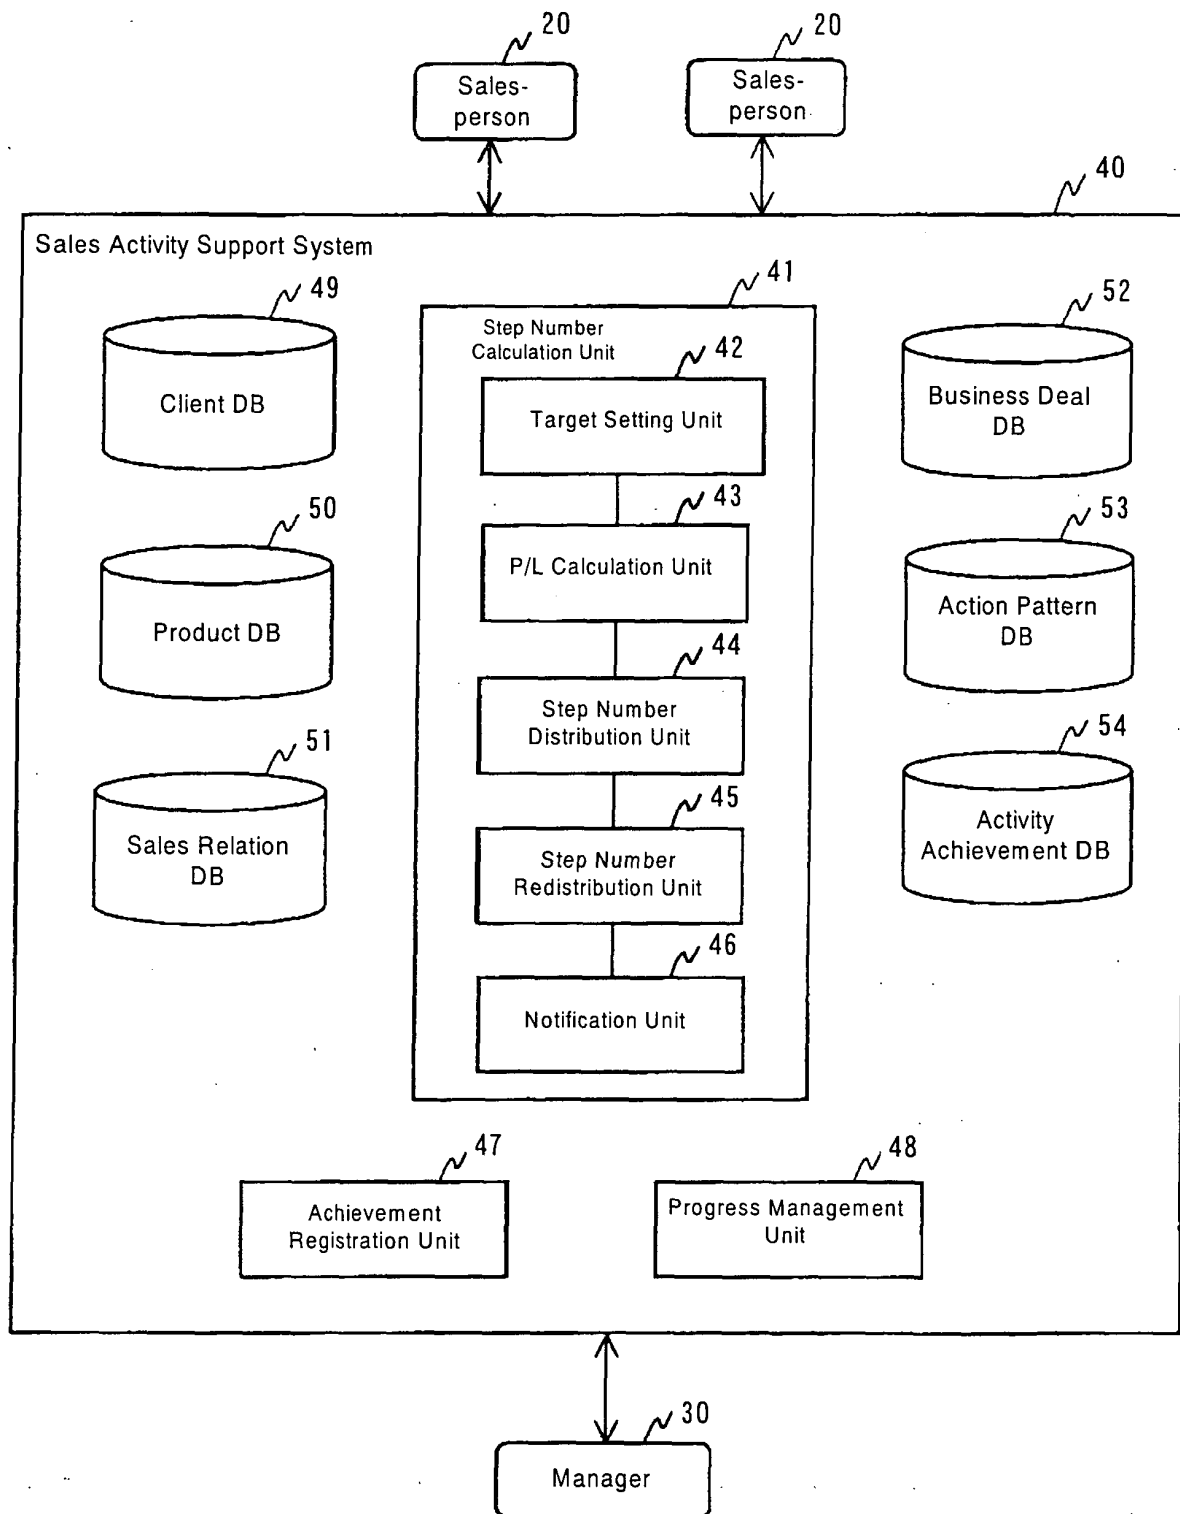 20
20
Sales-
person
Sales-
person
40
Sales Activity Support System
49
41
52
Client DB
Step Number
Calculation Unit
42
Target Setting Unit
Business Deal
DB
50
43
53
Product DB
P/L Calculation Unit
Action Pattern
DB
44
Step Number
Distribution Unit
51
54
Sales Relation
DB
45
Step Number
Redistribution Unit
Activity
Achievement DB
46
Notification Unit
47
48
Achievement
Registration Unit
Progress Management
Unit
30
Manager